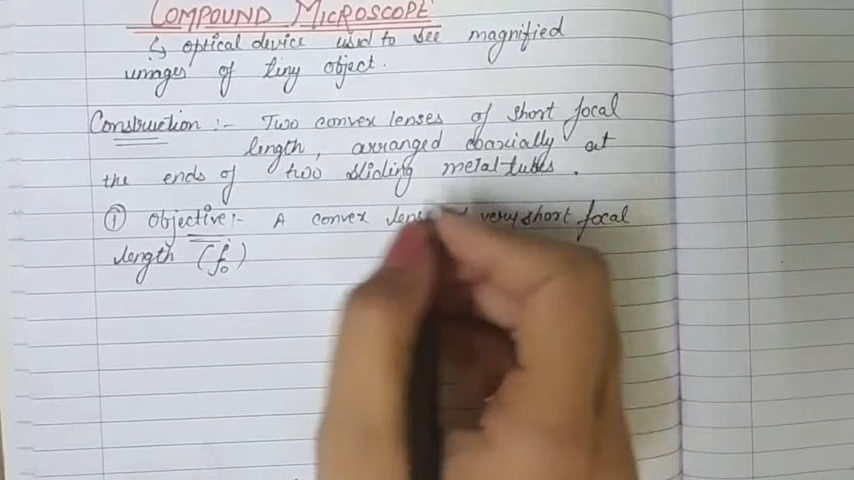 COMPOUND MICROSCOPE
↳ optical device used to see magnified
images of tiny object.
Construction :- Two convex lenses of short focal
length, arranged coaxially at
the ends of two sliding metal tubes.
① Objective :- A convex lens very short focal
length (f₀)